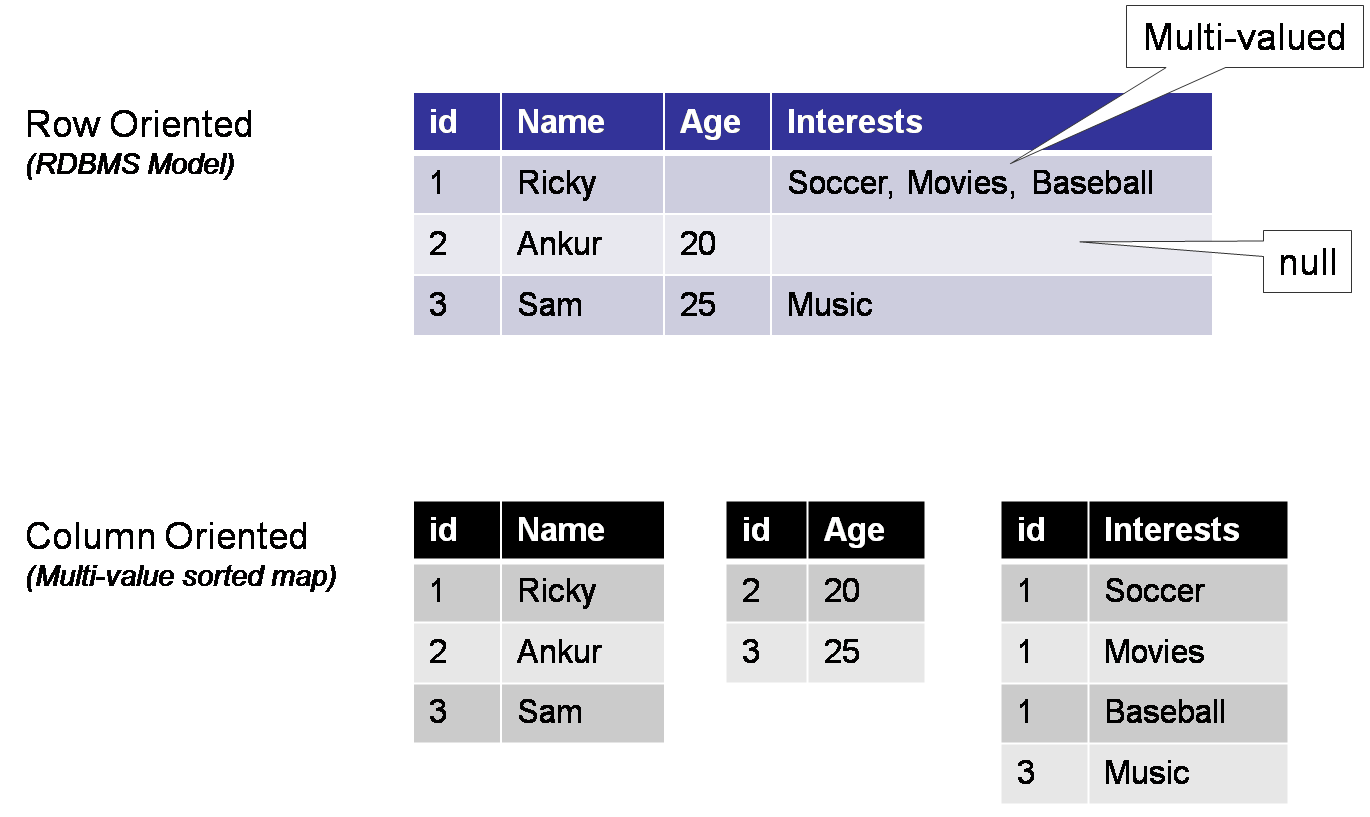 Multi-valued
Row Oriented
(RDBMS Model)
id Name Age Interests
1 Ricky Soccer, Movies, Baseball
2 Ankur 20
null
3 Sam 25 Music
Column Oriented
(Multi-value sorted map)
id Name
1 Ricky
2 Ankur
3 Sam
id Age
2 20
3 25
id Interests
1 Soccer
1 Movies
1 Baseball
3 Music